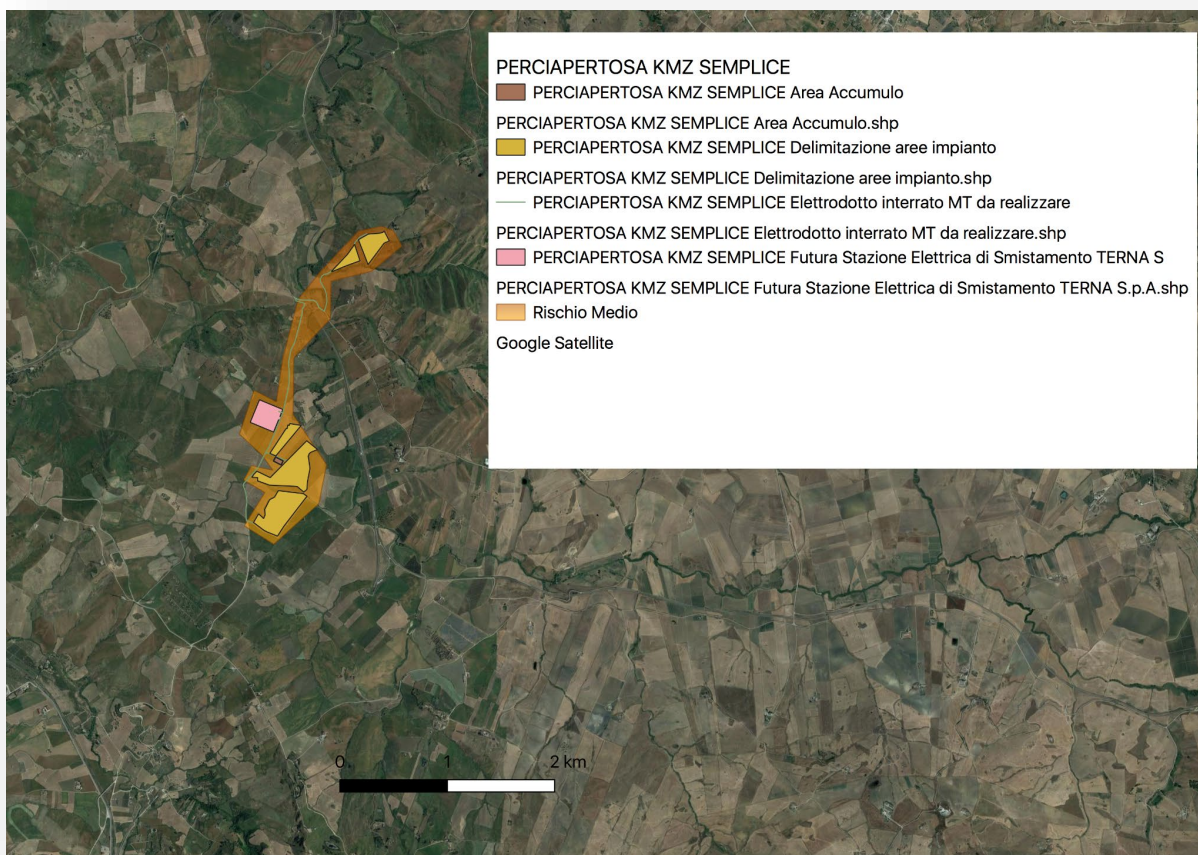 PERCIAPERTOSA KMZ SEMPLICE
PERCIAPERTOSA KMZ SEMPLICE Area Accumulo
PERCIAPERTOSA KMZ SEMPLICE Area Accumulo.shp
PERCIAPERTOSA KMZ SEMPLICE Delimitazione aree impianto
PERCIAPERTOSA KMZ SEMPLICE Delimitazione aree impianto.shp
PERCIAPERTOSA KMZ SEMPLICE Elettrodotto interrato MT da realizzare
PERCIAPERTOSA KMZ SEMPLICE Elettrodotto interrato MT da realizzare.shp
PERCIAPERTOSA KMZ SEMPLICE Futura Stazione Elettrica di Smistamento TERNA S
PERCIAPERTOSA KMZ SEMPLICE Futura Stazione Elettrica di Smistamento TERNA S.p.A.shp
Rischio Medio
Google Satellite
0 1 2 km